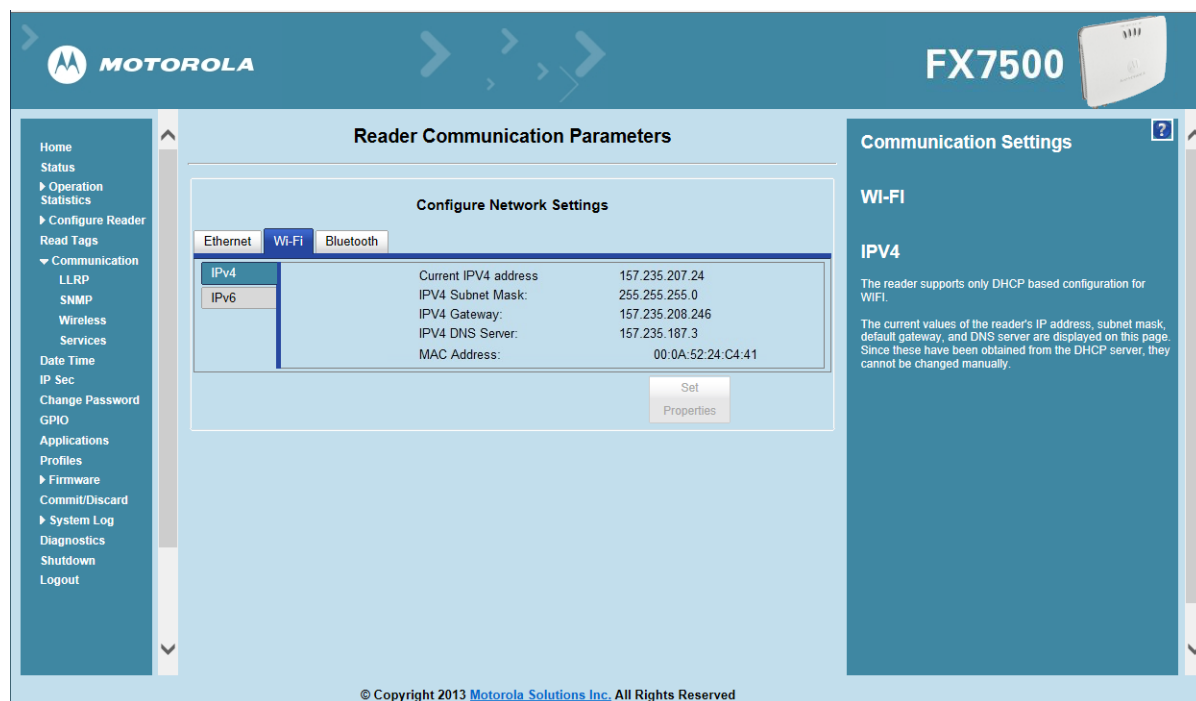 MOTOROLA
FX7500
Home
Status
Operation
Statistics
Configure Reader
Read Tags
Communication
LLRP
SNMP
Wireless
Services
Date Time
IP Sec
Change Password
GPIO
Applications
Profiles
Firmware
Commit/Discard
System Log
Diagnostics
Shutdown
Logout
Reader Communication Parameters
Configure Network Settings
Ethernet Wi-Fi Bluetooth
IPv4
IPv6
Current IPV4 address 157.235.207.24
IPV4 Subnet Mask: 255.255.255.0
IPV4 Gateway: 157.235.208.246
IPV4 DNS Server: 157.235.187.3
MAC Address: 00:0A:52:24:C4:41
Set
Properties
?
Communication Settings
WI-FI
IPV4
The reader supports only DHCP based configuration for
WIFI.
The current values of the reader's IP address, subnet mask,
default gateway, and DNS server are displayed on this page.
Since these have been obtained from the DHCP server, they
cannot be changed manually.
© Copyright 2013 Motorola Solutions Inc. All Rights Reserved